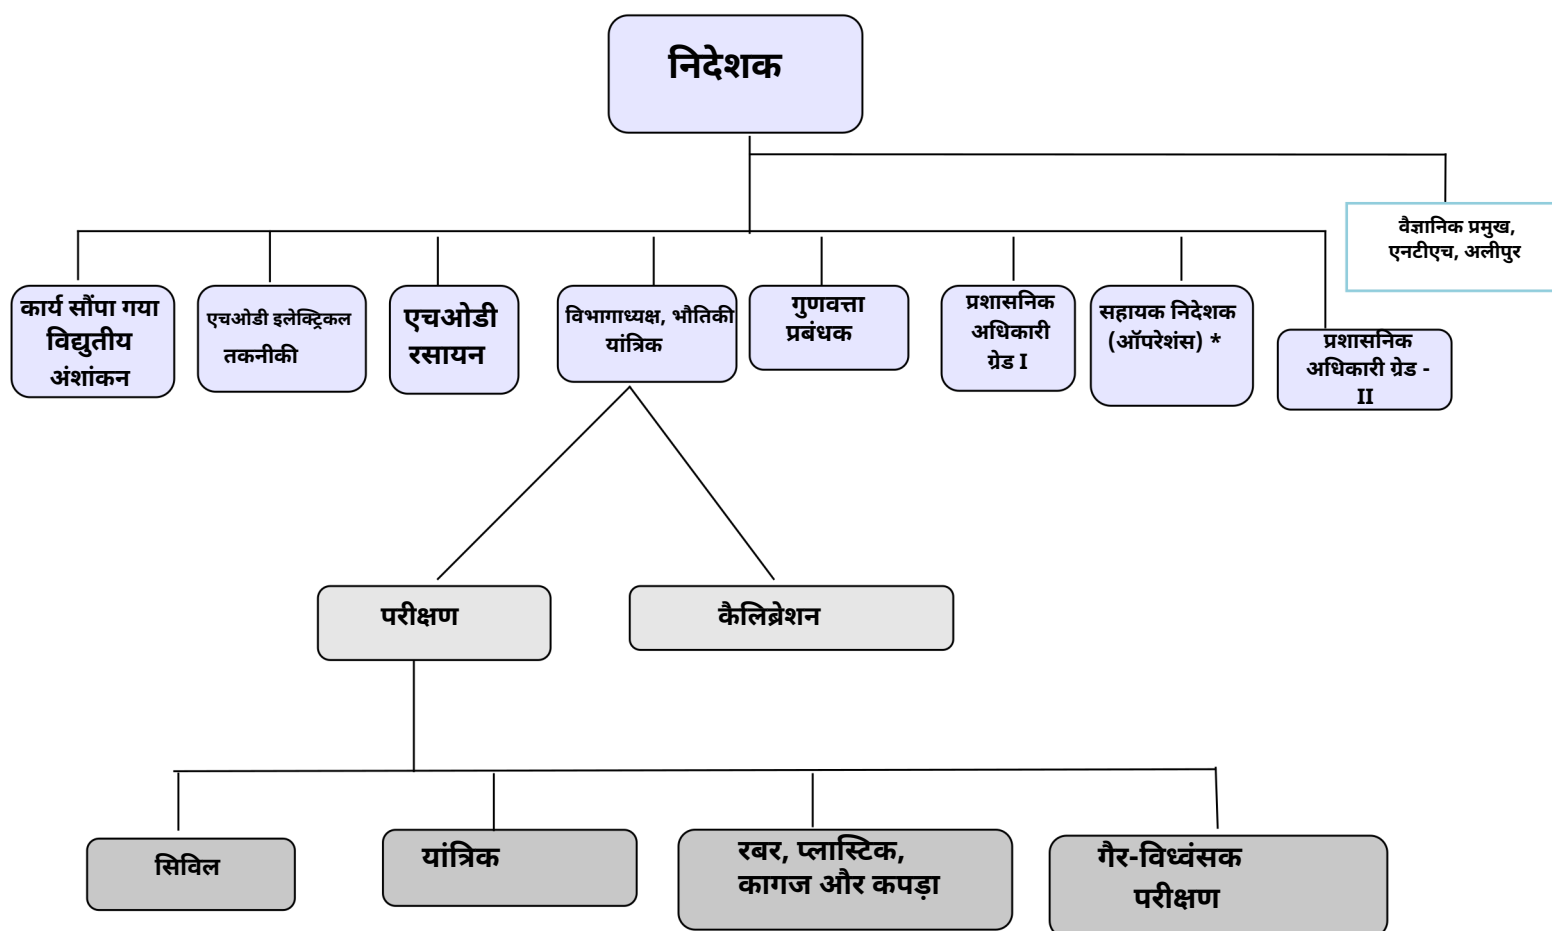 निदेशक
वैज्ञानिक प्रमुख,
एनटीएच, अलीपुर
कार्य सौंपा गया
विद्युतीय
अंशांकन
एचओडी इलेक्ट्रिकल
तकनीकी
एचओडी
रसायन
विभागाध्यक्ष, भौतिकी
यांत्रिक
गुणवत्ता
प्रबंधक
प्रशासनिक
अधिकारी
ग्रेड I
सहायक निदेशक
(ऑपरेशंस) *
प्रशासनिक
अधिकारी ग्रेड -
II
परीक्षण
कैलिब्रेशन
सिविल
यांत्रिक
रबर, प्लास्टिक,
कागज और कपड़ा
गैर-विध्वंसक
परीक्षण